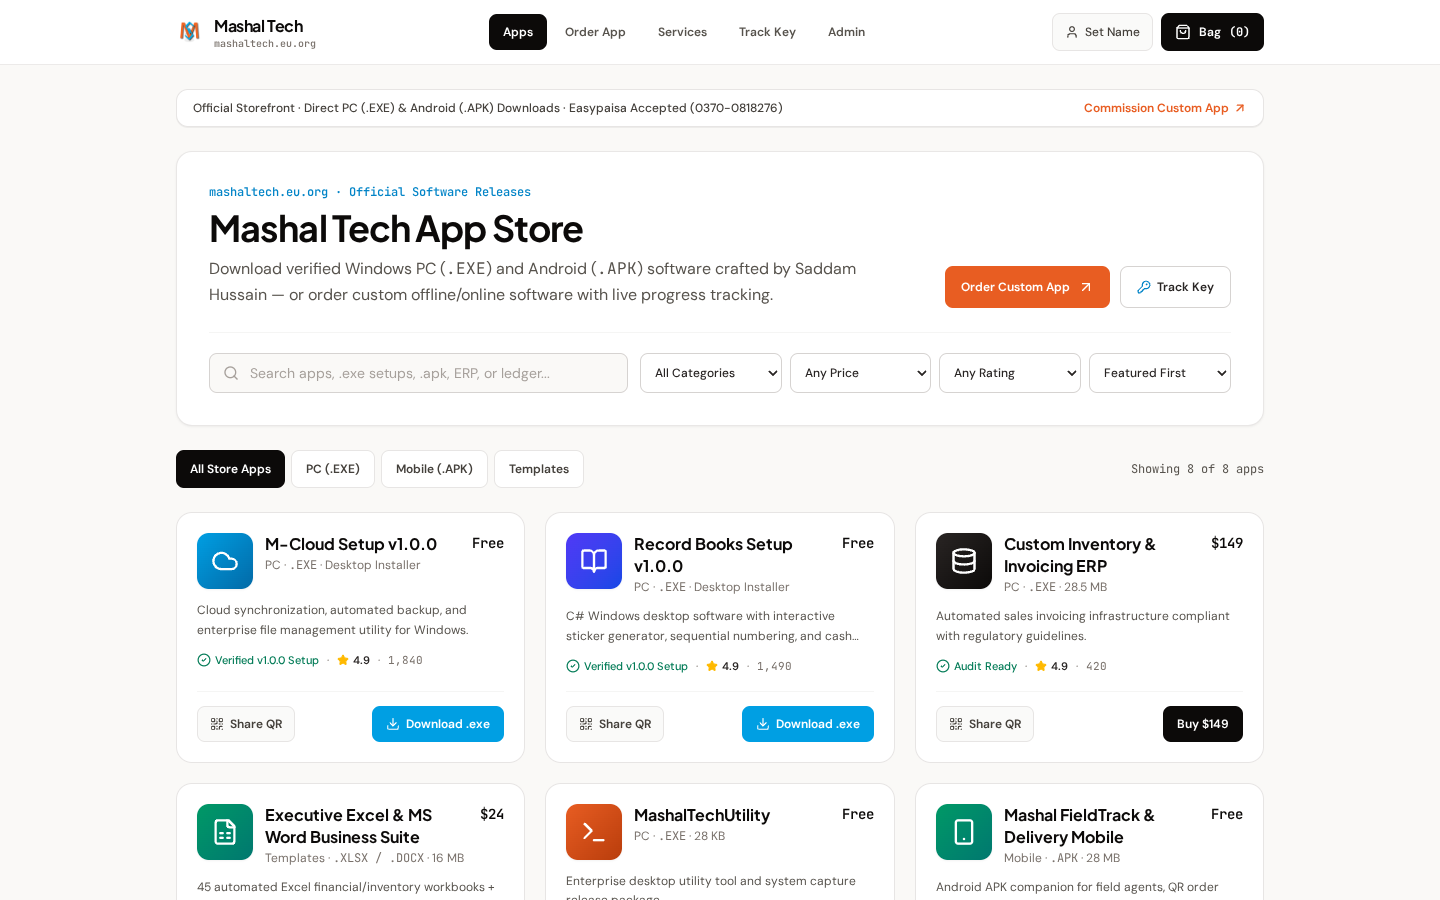 Mashal Tech
mashaltech.eu.org
Apps
Order App
Services
Track Key
Admin
Set Name
Bag (0)
Official Storefront · Direct PC (.EXE) & Android (.APK) Downloads · Easypaisa Accepted (0370-0818276)
Commission Custom App
mashaltech.eu.org · Official Software Releases
Mashal Tech App Store
Download verified Windows PC (.EXE) and Android (.APK) software crafted by Saddam
Hussain — or order custom offline/online software with live progress tracking.
Order Custom App
Track Key
Search apps, .exe setups, .apk, ERP, or ledger...
All Categories
Any Price
Any Rating
Featured First
All Store Apps
PC (.EXE)
Mobile (.APK)
Templates
Showing 8 of 8 apps
M-Cloud Setup v1.0.0
Free
PC · .EXE · Desktop Installer
Cloud synchronization, automated backup, and
enterprise file management utility for Windows.
Verified v1.0.0 Setup · 4.9 · 1,840
Share QR
Download .exe
Record Books Setup
v1.0.0
Free
PC · .EXE · Desktop Installer
C# Windows desktop software with interactive
sticker generator, sequential numbering, and cash...
Verified v1.0.0 Setup · 4.9 · 1,490
Share QR
Download .exe
Custom Inventory &
Invoicing ERP
$149
PC · .EXE · 28.5 MB
Automated sales invoicing infrastructure compliant
with regulatory guidelines.
Audit Ready · 4.9 · 420
Share QR
Buy $149
Executive Excel & MS
Word Business Suite
$24
Templates · .XLSX / .DOCX · 16 MB
45 automated Excel financial/inventory workbooks +
MashalTechUtility
Free
PC · .EXE · 28 KB
Enterprise desktop utility tool and system capture
release package.
Mashal FieldTrack &
Delivery Mobile
Free
Mobile · .APK · 28 MB
Android APK companion for field agents, QR order